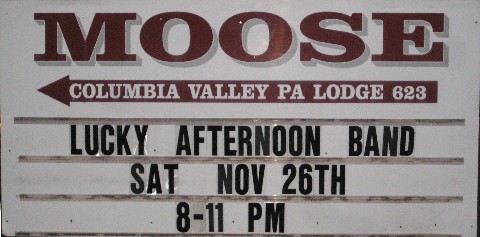 MOOSE
COLUMBIA VALLEY PA LODGE 623
LUCKY AFTERNOON BAND
SAT NOV 26TH
8-11 PM